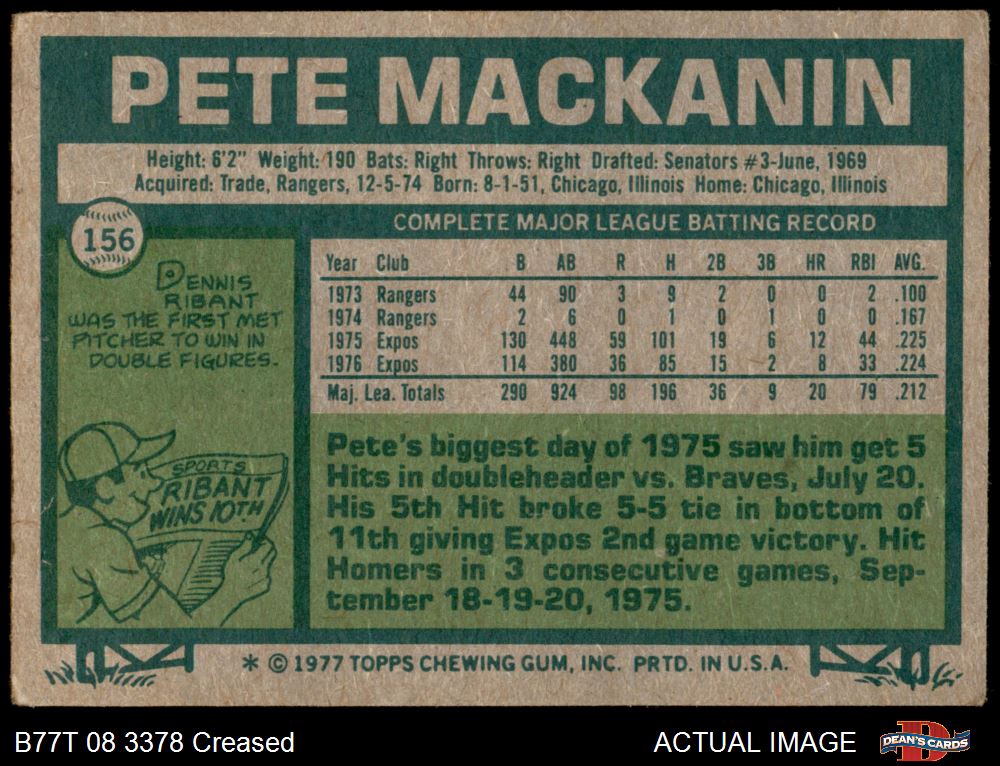 PETE MACKANIN
Height: 6'2" Weight: 190 Bats: Right Throws: Right Drafted: Senators #3-June, 1969
Acquired: Trade, Rangers, 12-5-74 Born: 8-1-51, Chicago, Illinois Home: Chicago, Illinois
156
DENNIS
RIBANT
WAS THE FIRST MET
PITCHER TO WIN IN
DOUBLE FIGURES.
SPORTS
RIBANT
WINS 10TH
COMPLETE MAJOR LEAGUE BATTING RECORD
Year Club B AB R H 2B 3B HR RBI AVG.
1973 Rangers 44 90 3 9 2 0 0 2 .100
1974 Rangers 2 6 0 1 0 1 0 0 .167
1975 Expos 130 448 59 101 19 6 12 44 .225
1976 Expos 114 380 36 85 15 2 8 33 .224
Maj. Lea. Totals 290 924 98 196 36 9 20 79 .212
Pete's biggest day of 1975 saw him get 5
Hits in doubleheader vs. Braves, July 20.
His 5th Hit broke 5-5 tie in bottom of
11th giving Expos 2nd game victory. Hit
Homers in 3 consecutive games, Sep-
tember 18-19-20, 1975.
* © 1977 TOPPS CHEWING GUM, INC. PRTD. IN U.S.A.
B77T 08 3378 Creased
ACTUAL IMAGE
D
DEAN'S CARDS